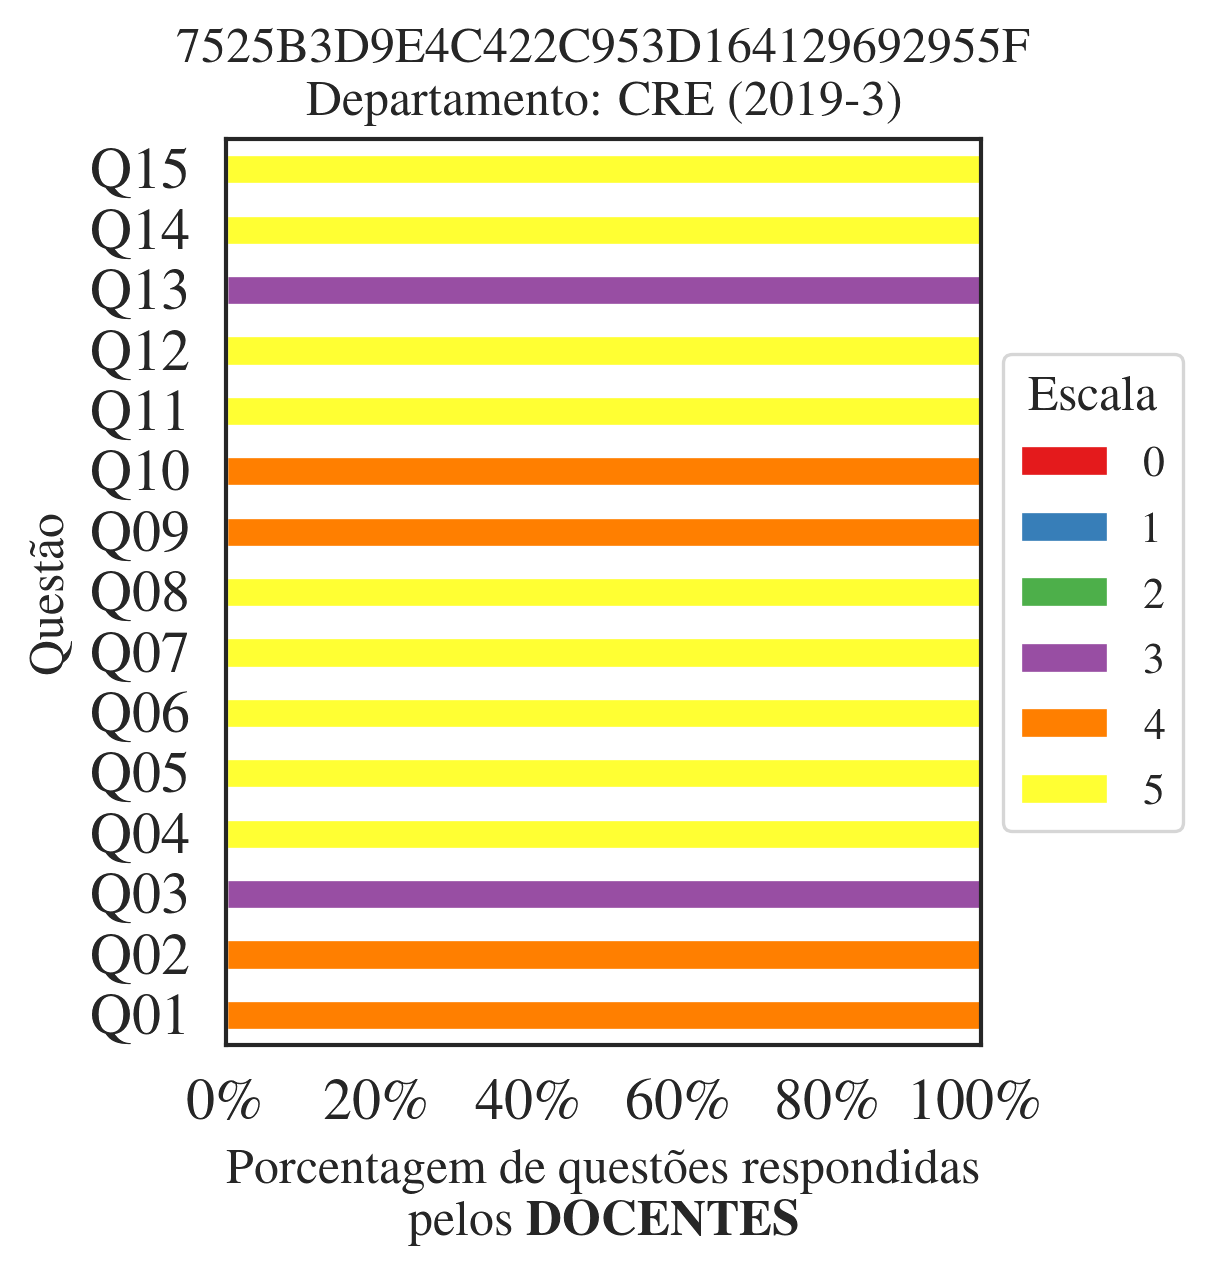 7525B3D9E4C422C953D164129692955F
Departamento: CRE (2019-3)
Q15
Q14
Q13
Q12
Q11
Q10
Q09
Q08
Q07
Q06
Q05
Q04
Q03
Q02
Q01
Questão
0% 20% 40% 60% 80% 100%
Porcentagem de questões respondidas
pelos DOCENTES
Escala
0
1
2
3
4
5